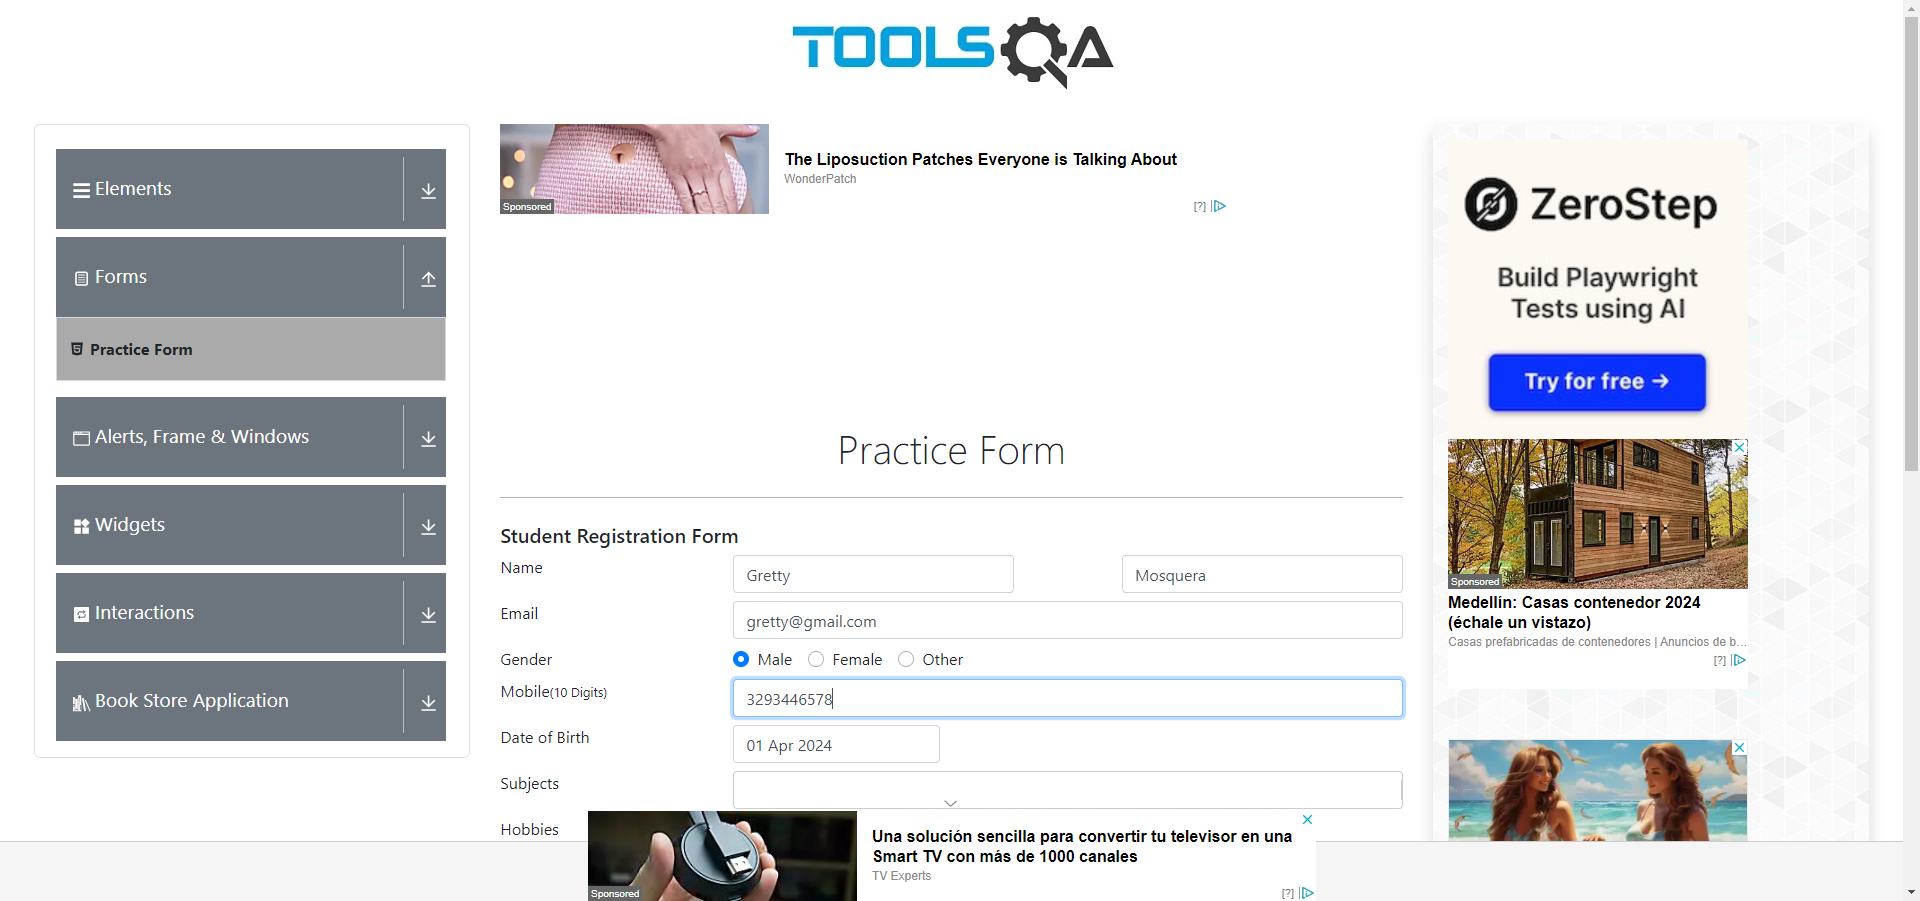 TOOLSQA
Elements
Forms
Practice Form
Alerts, Frame & Windows
Widgets
Interactions
Book Store Application
Sponsored
The Liposuction Patches Everyone is Talking About
WonderPatch
[?]
Practice Form
Student Registration Form
Name
Gretty
Mosquera
Email
gretty@gmail.com
Gender
Male
Female
Other
Mobile(10 Digits)
3293446578
Date of Birth
01 Apr 2024
Subjects
Hobbies
Sponsored
Una solución sencilla para convertir tu televisor en una
Smart TV con más de 1000 canales
TV Experts
[?]
ZeroStep
Build Playwright
Tests using AI
Try for free →
Sponsored
Medellín: Casas contenedor 2024
(échale un vistazo)
Casas prefabricadas de contenedores | Anuncios de b...
[?]